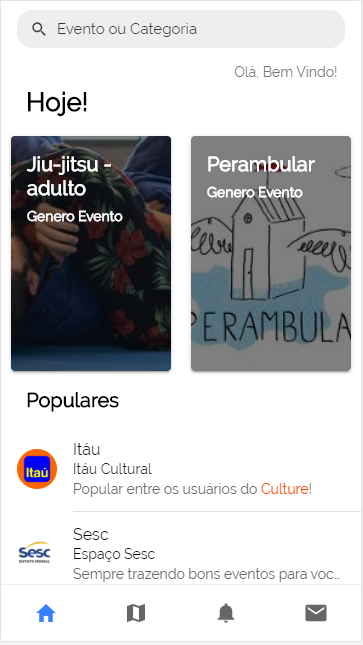 Evento ou Categoria
Olá, Bem Vindo!
Hoje!
Jiu-jitsu -
adulto
Genero Evento
Perambular
Genero Evento
PERAMBULA
Populares
Itaú
Itáu
Itáu Cultural
Popular entre os usuários do Culture!
Sesc
DISTRITO FEDERAL
Sesc
Espaço Sesc
Sempre trazendo bons eventos para voc...